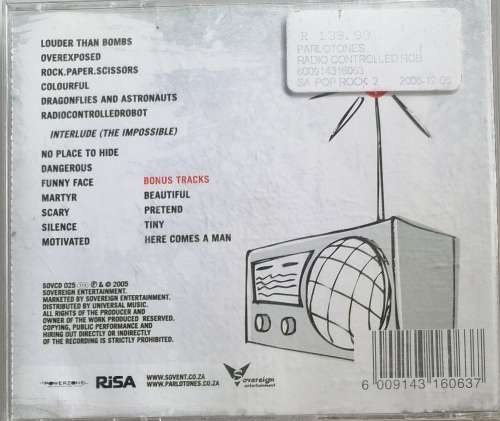 LOUDER THAN BOMBS
OVEREXPOSED
ROCK.PAPER.SCISSORS
COLOURFUL
DRAGONFLIES AND ASTRONAUTS
RADIOCONTROLLEDROBOT
INTERLUDE (THE IMPOSSIBLE)
NO PLACE TO HIDE
DANGEROUS
FUNNY FACE
MARTYR
SCARY
SILENCE
MOTIVATED
BONUS TRACKS
BEAUTIFUL
PRETEND
TINY
HERE COMES A MAN
R 139.99
PARLOTONES
RADIO CONTROLLED ROB
600914316063
SA POP ROCK 2 2005-12-05
SOVCD 025 ℗ & © 2005
SOVEREIGN ENTERTAINMENT.
MARKETED BY SOVEREIGN ENTERTAINMENT.
DISTRIBUTED BY UNIVERSAL MUSIC.
ALL RIGHTS OF THE PRODUCER AND
OWNER OF THE WORK PRODUCED RESERVED.
COPYING, PUBLIC PERFORMANCE AND
HIRING OUT DIRECTLY OR INDIRECTLY
OF THE RECORDING IS STRICTLY PROHIBITED.
POWERZONE
RiSA
WWW.SOVENT.CO.ZA
WWW.PARLOTONES.CO.ZA
Sovereign
entertainment
6 009143 160637